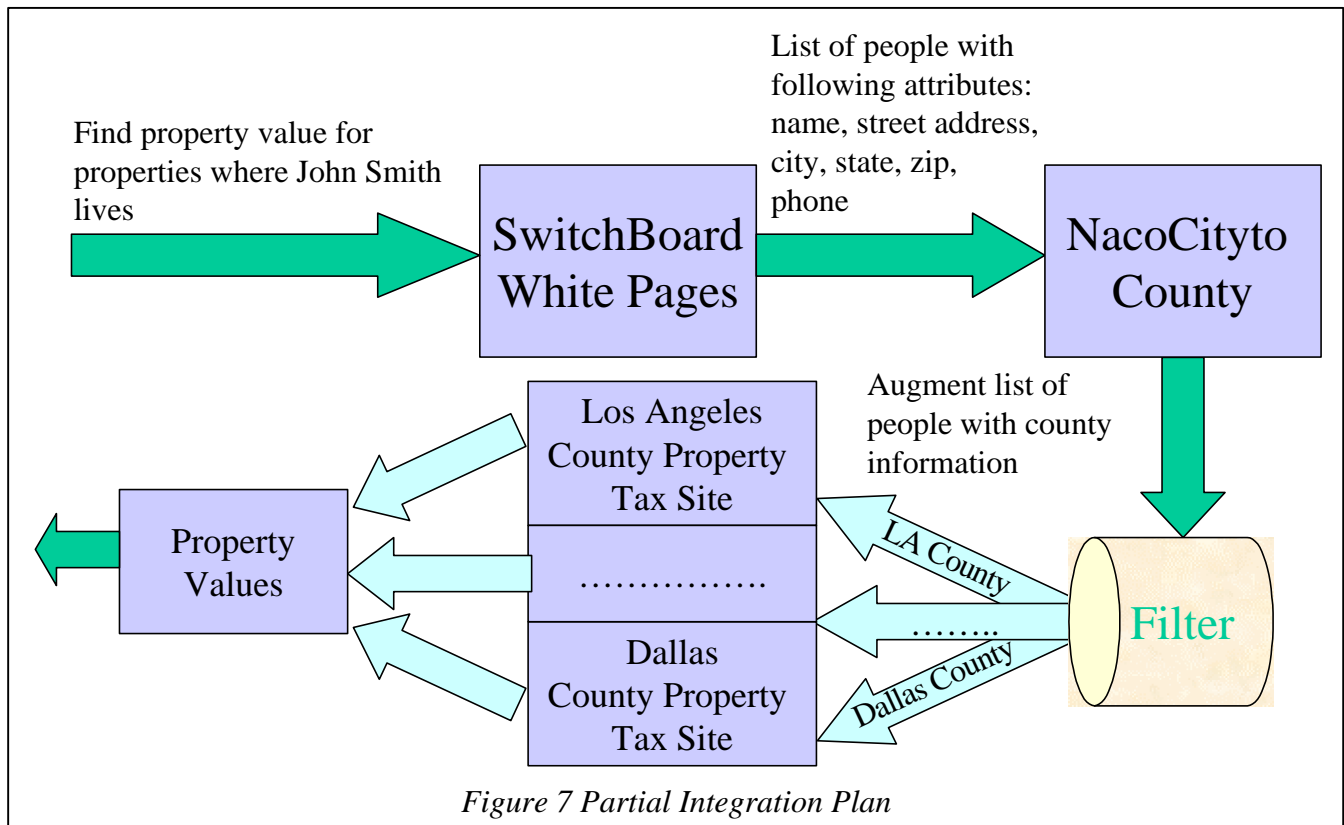 Find property value for
properties where John Smith
lives
SwitchBoard
White Pages
List of people with
following attributes:
name, street address,
city, state, zip,
phone
NacoCityto
County
Augment list of
people with county
information
Filter
LA County
……..
Dallas County
Los Angeles
County Property
Tax Site
…………….
Dallas
County Property
Tax Site
Property
Values
Figure 7 Partial Integration Plan